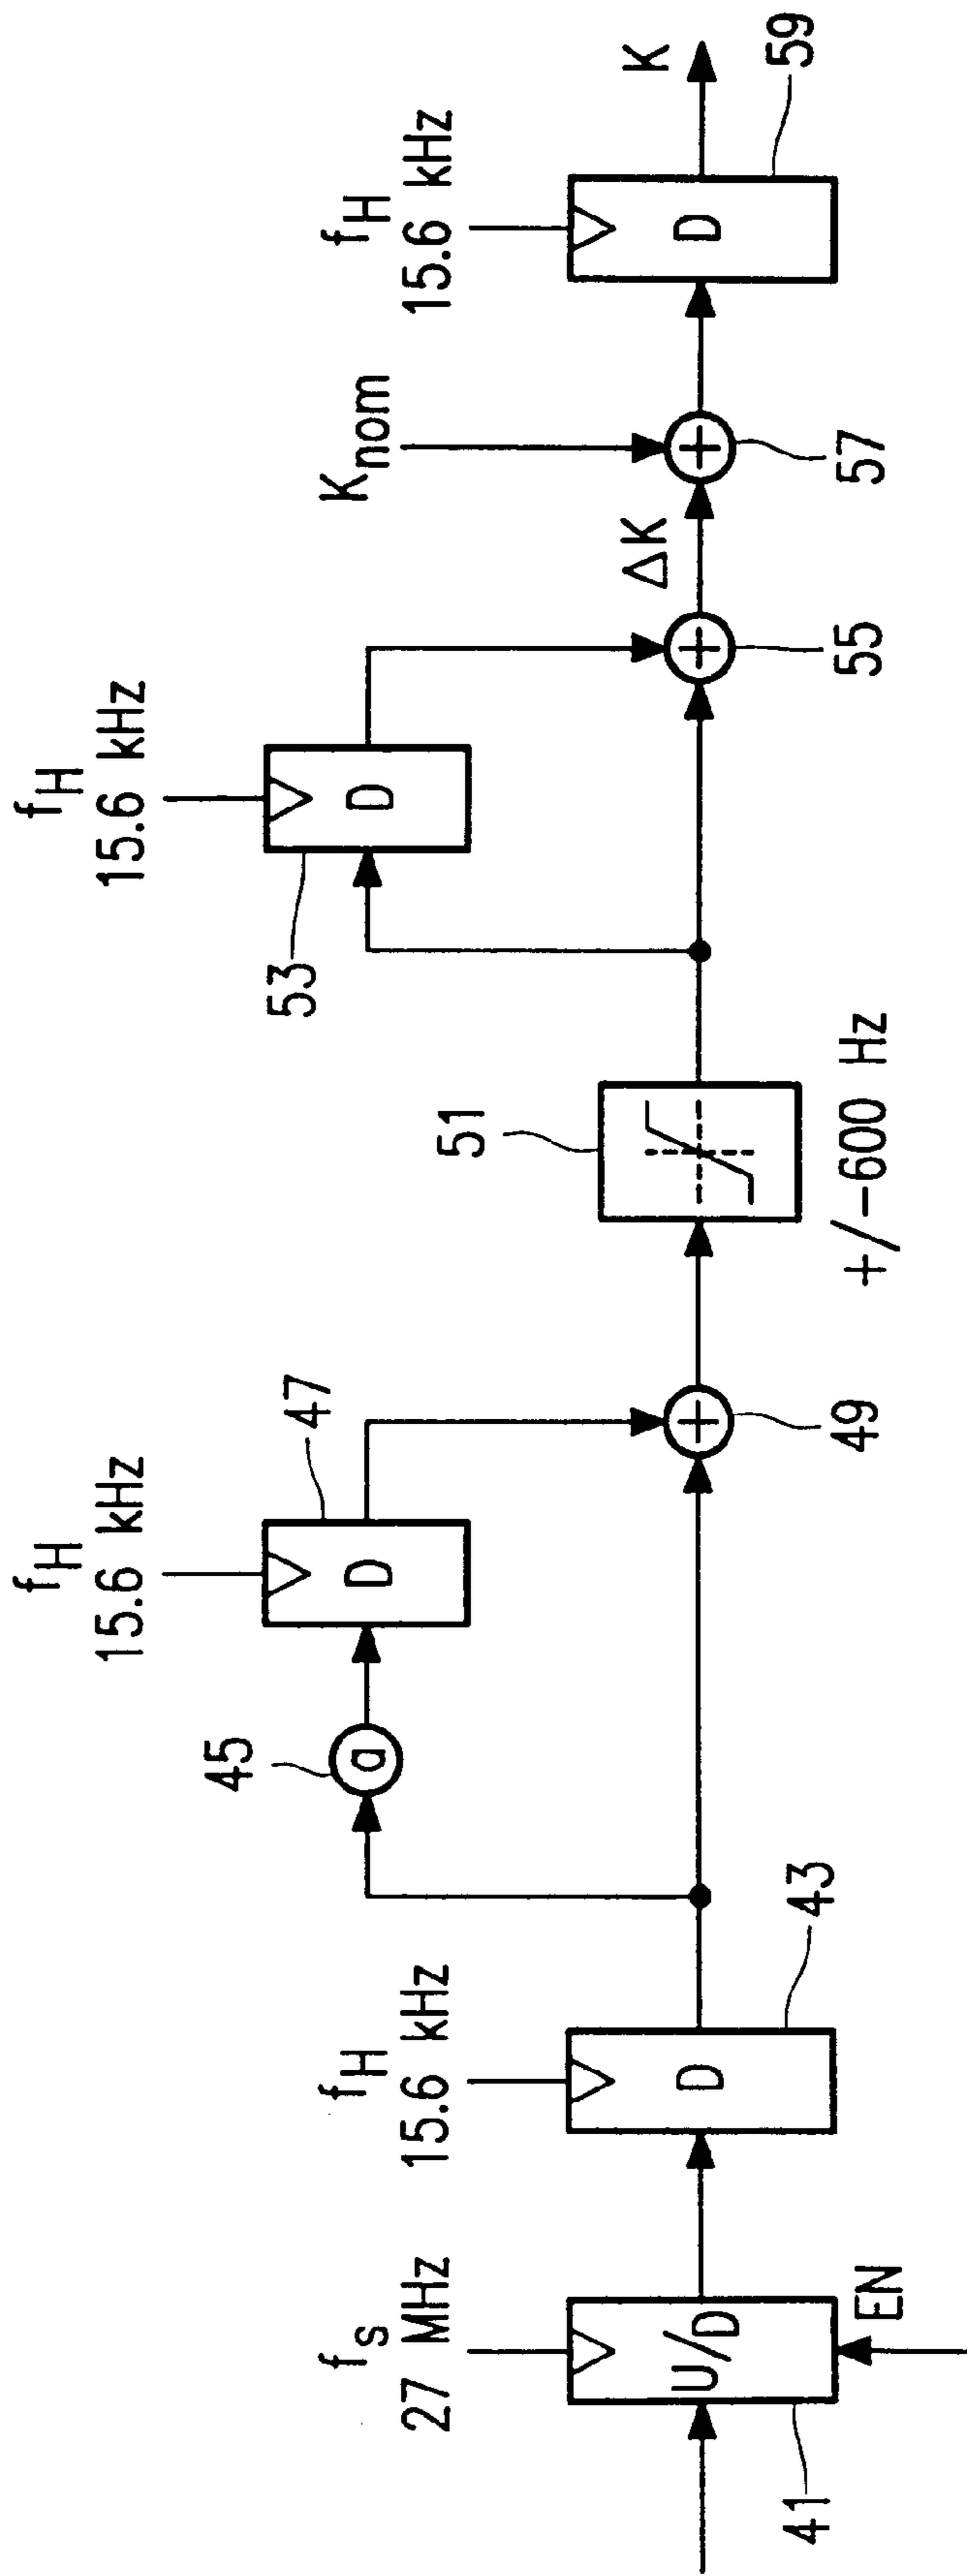 f_s
27 MHz
U/D
EN
41
f_H
15.6 kHz
D
43
45
a
f_H
15.6 kHz
47
D
+
49
51
+/-600 Hz
f_H
15.6 kHz
53
D
+
55
ΔK
K_nom
+
57
f_H
15.6 kHz
D
K
59